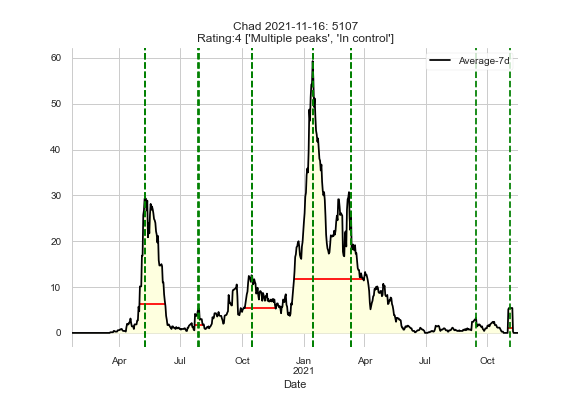 Chad 2021-11-16: 5107
Rating:4 ['Multiple peaks', 'In control']
Average-7d
60
50
40
30
20
10
0
Apr Jul Oct Jan Apr Jul Oct
2021
Date